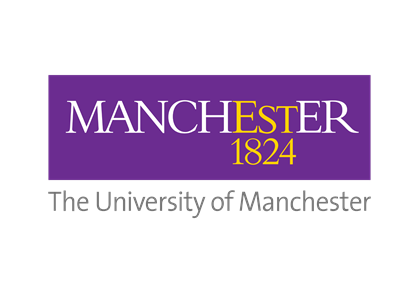 MANCHEsTER
1824
The University of Manchester